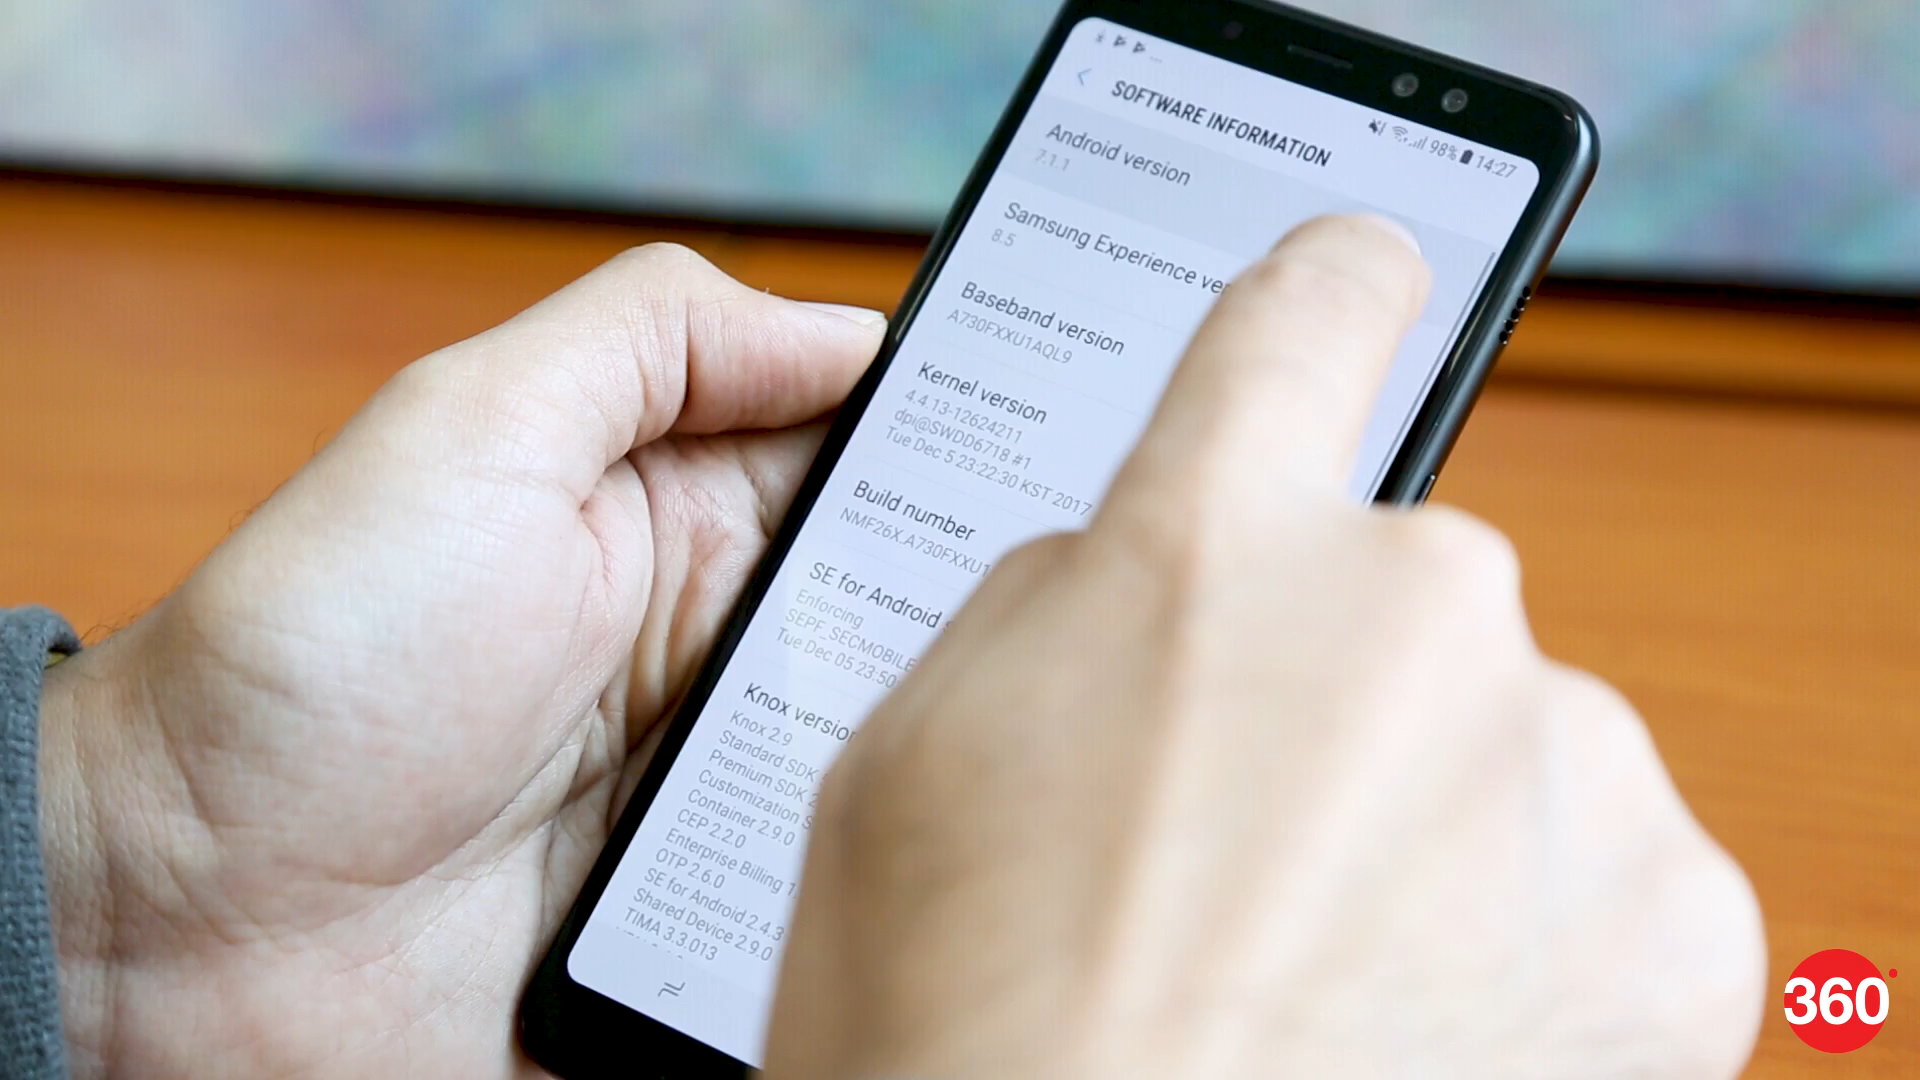 98% 14:27
SOFTWARE INFORMATION
Android version
7.1.1
Samsung Experience
8.5
Baseband version
A730FXXU1AQL9
Kernel version
4.4.13-12624211
dpi@SWDD6718 #1
Tue Dec 5 23:22:30 KST 2017
Build number
NMF26X.A730FXXU1
SE for Android
Enforcing
SEPF_SECMOBILE
Tue Dec 05 23:50
Knox version
Knox 2.9
Standard SDK
Premium SDK 2
Customization S
Container 2.9.0
CEP 2.2.0
Enterprise Billing 1.
OTP 2.6.0
SE for Android 2.4.3
Shared Device 2.9.0
TIMA 3.3.013
360